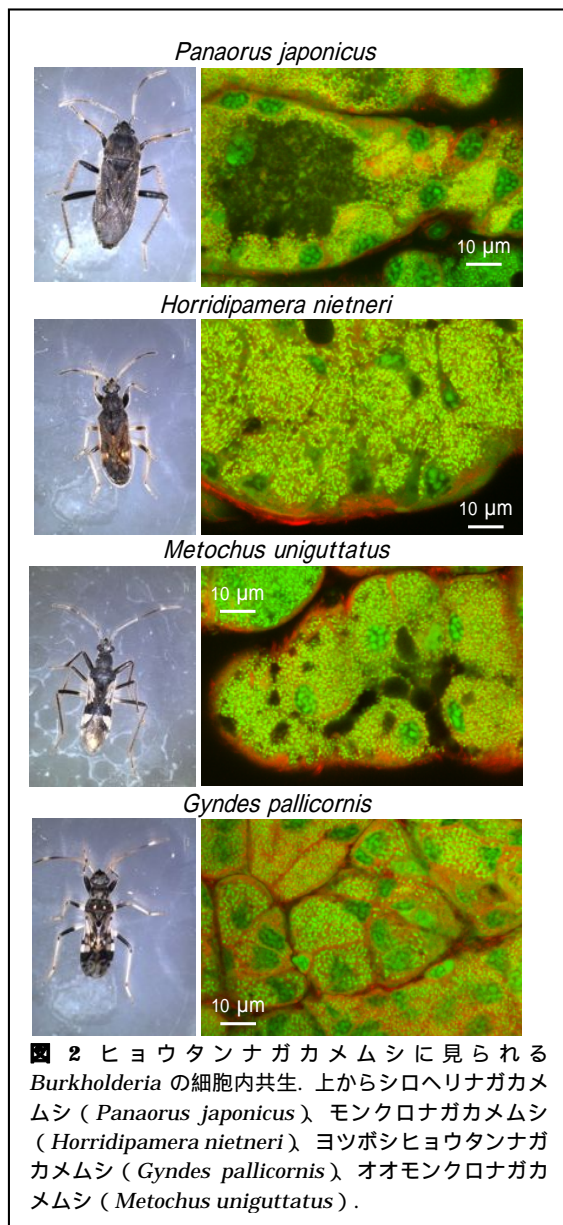 Panaorus japonicus
10 µm
Horridipamera nietneri
10 µm
Metochus uniguttatus
10 µm
Gyndes pallicornis
10 µm
図 2 ヒョウタンナガカメムシに見られる
Burkholderia の細胞内共生. 上からシロヘリナガカメ
ムシ（Panaorus japonicus）、モンクロナガカメムシ
（Horridipamera nietneri）、ヨツボシヒョウタンナガ
カメムシ（Gyndes pallicornis）、オオモンクロナガカ
メムシ（Metochus uniguttatus）.